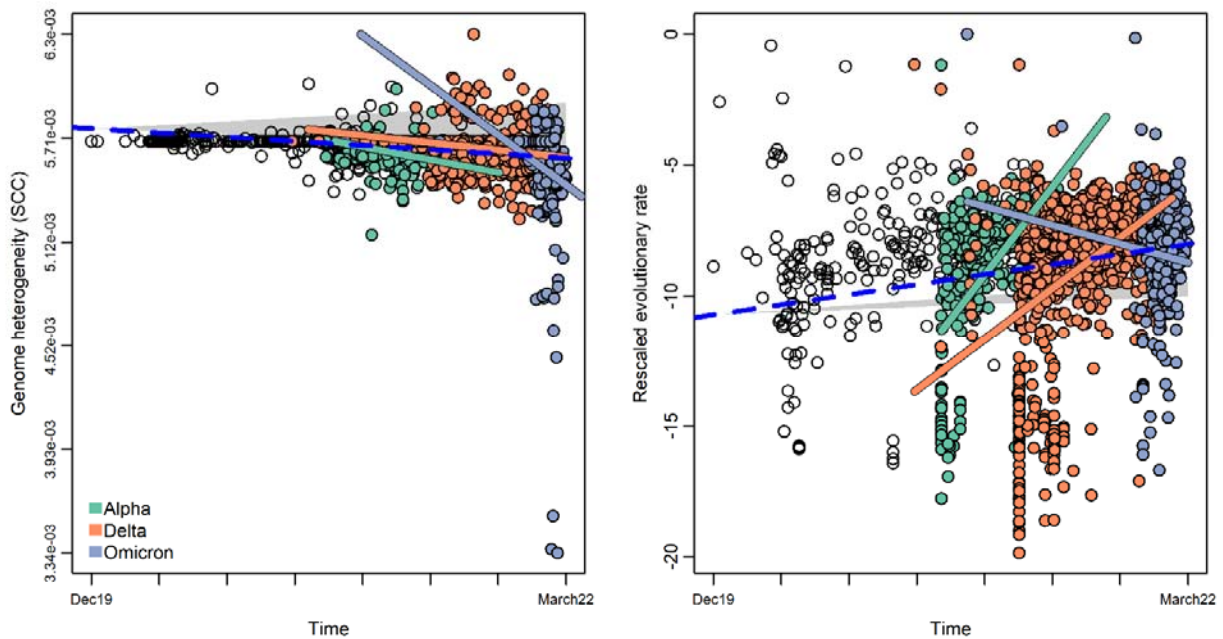 Genome heterogeneity (SCC)
6.3e-03
5.71e-03
5.12e-03
4.52e-03
3.93e-03
3.34e-03
Alpha
Delta
Omicron
Dec19
March22
Time
Rescaled evolutionary rate
0
-5
-10
-15
-20
Dec19
March22
Time